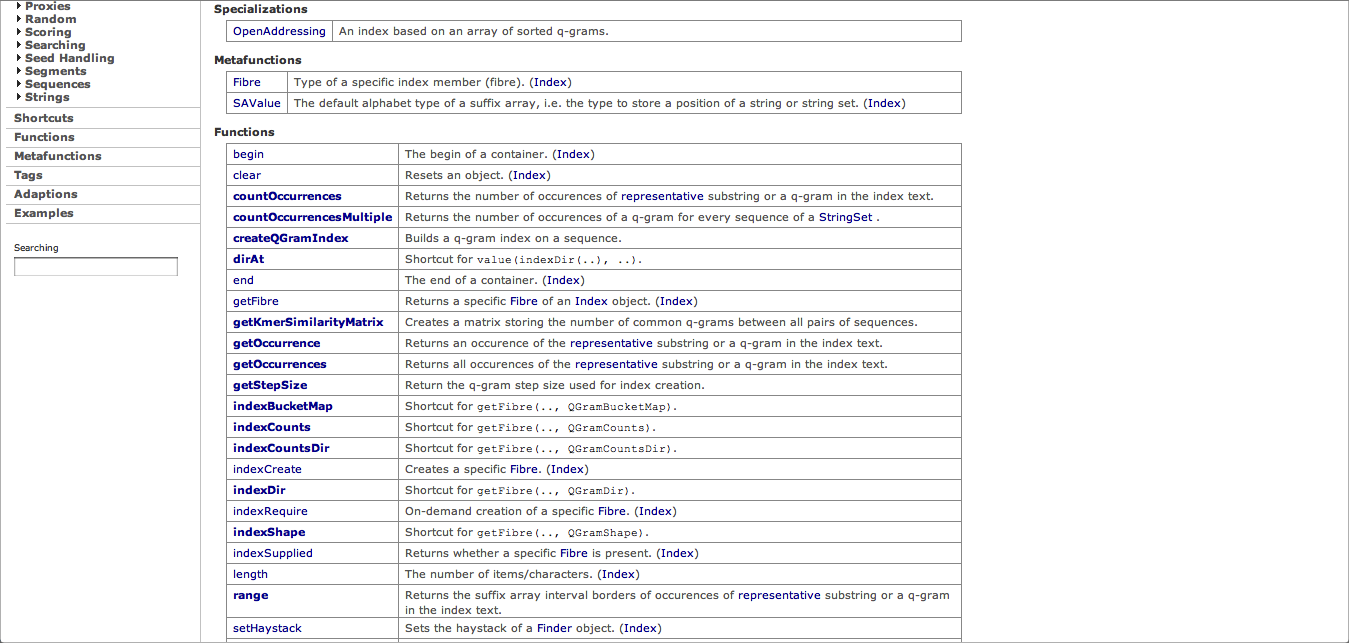 Proxies
Random
Scoring
Searching
Seed Handling
Segments
Sequences
Strings
Shortcuts
Functions
Metafunctions
Tags
Adaptions
Examples
Searching
Specializations
OpenAddressing An index based on an array of sorted q-grams.
Metafunctions
Fibre Type of a specific index member (fibre). (Index)
SAValue The default alphabet type of a suffix array, i.e. the type to store a position of a string or string set. (Index)
Functions
begin The begin of a container. (Index)
clear Resets an object. (Index)
countOccurrences Returns the number of occurences of representative substring or a q-gram in the index text.
countOccurrencesMultiple Returns the number of occurences of a q-gram for every sequence of a StringSet .
createQGramIndex Builds a q-gram index on a sequence.
dirAt Shortcut for value(indexDir(..), ..).
end The end of a container. (Index)
getFibre Returns a specific Fibre of an Index object. (Index)
getKmerSimilarityMatrix Creates a matrix storing the number of common q-grams between all pairs of sequences.
getOccurrence Returns an occurence of the representative substring or a q-gram in the index text.
getOccurrences Returns all occurences of the representative substring or a q-gram in the index text.
getStepSize Return the q-gram step size used for index creation.
indexBucketMap Shortcut for getFibre(.., QGramBucketMap).
indexCounts Shortcut for getFibre(.., QGramCounts).
indexCountsDir Shortcut for getFibre(.., QGramCountsDir).
indexCreate Creates a specific Fibre. (Index)
indexDir Shortcut for getFibre(.., QGramDir).
indexRequire On-demand creation of a specific Fibre. (Index)
indexShape Shortcut for getFibre(.., QGramShape).
indexSupplied Returns whether a specific Fibre is present. (Index)
length The number of items/characters. (Index)
range Returns the suffix array interval borders of occurences of representative substring or a q-gram
in the index text.
setHaystack Sets the haystack of a Finder object. (Index)